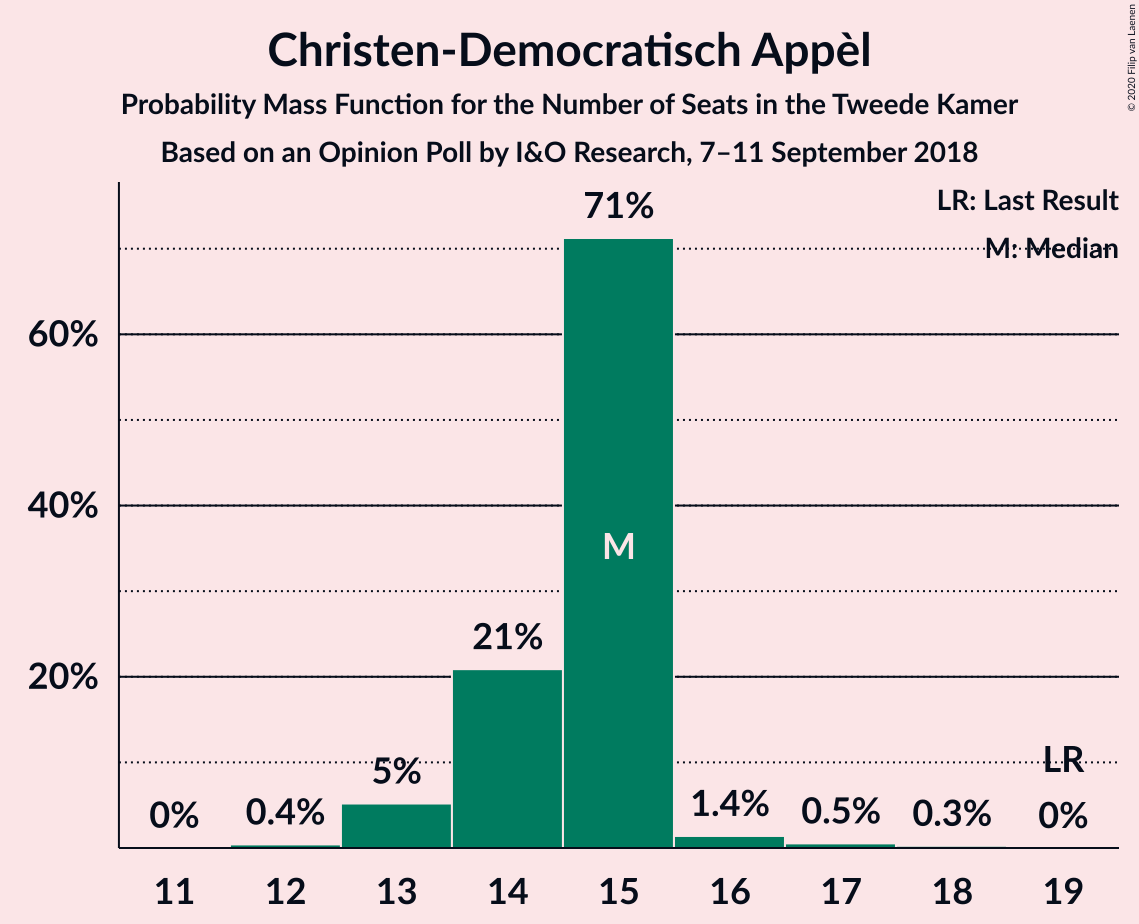 Christen-Democratisch Appèl
Probability Mass Function for the Number of Seats in the Tweede Kamer
Based on an Opinion Poll by I&O Research, 7–11 September 2018
© 2020 Filip van Laenen
LR: Last Result
M: Median
71%
60%
40%
M
21%
20%
5%
LR
0%
0.4%
1.4%
0.5%
0.3%
0%
11 12 13 14 15 16 17 18 19